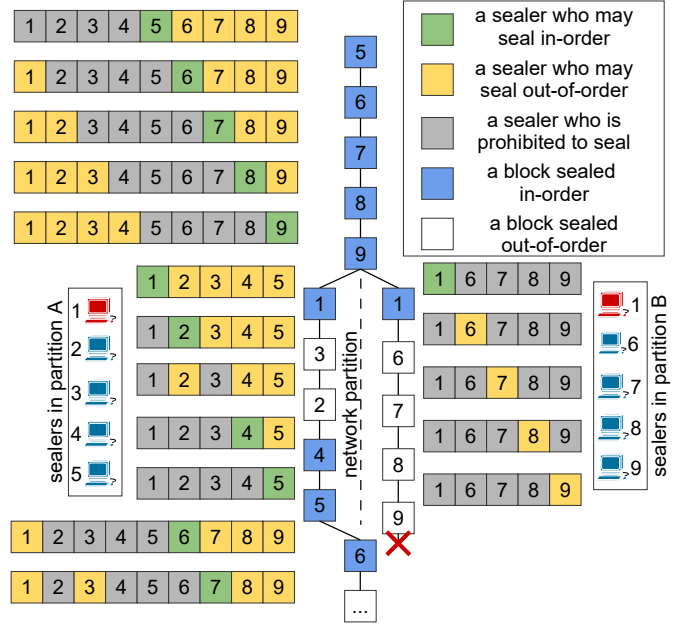 1 2 3 4 5 6 7 8 9
1 2 3 4 5 6 7 8 9
1 2 3 4 5 6 7 8 9
1 2 3 4 5 6 7 8 9
1 2 3 4 5 6 7 8 9
5
6
7
8
9
a sealer who may
seal in-order
a sealer who may
seal out-of-order
a sealer who is
prohibited to seal
a block sealed
in-order
a block sealed
out-of-order
sealers in partition A
1
2
3
4
5
1 2 3 4 5
1 2 3 4 5
1 2 3 4 5
1 2 3 4 5
1 2 3 4 5
1
3
2
4
5
network partition
1
6
7
8
9
1 6 7 8 9
1 6 7 8 9
1 6 7 8 9
1 6 7 8 9
1 6 7 8 9
1
6
7
8
9
sealers in partition B
1 2 3 4 5 6 7 8 9
1 2 3 4 5 6 7 8 9
6
...